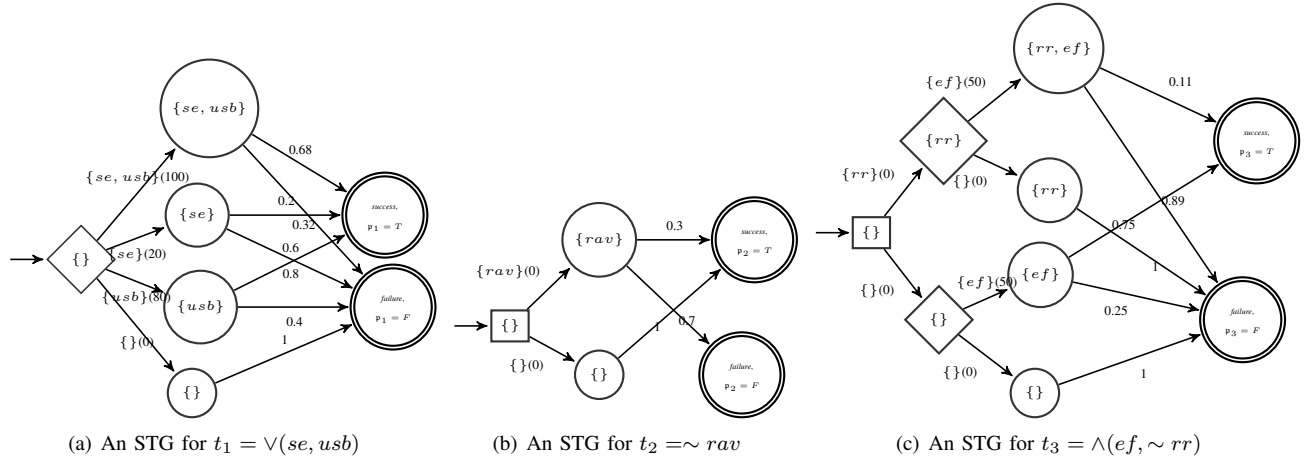 {se, usb}
{se, usb}(100)
0.68
{se}
0.2
success,
𝔭₁ = T
0.32
{}
{se}(20)
0.6
{usb}(80)
{usb}
0.8
failure,
𝔭₁ = F
0.4
{}(0)
1
{}
(a) An STG for t₁ = ∨(se, usb)
{rav}
0.3
success,
𝔭₂ = T
{rav}(0)
{}
1
0.7
{}(0)
{}
failure,
𝔭₂ = F
(b) An STG for t₂ =∼ rav
{rr, ef}
{ef}(50)
0.11
{rr}
success,
𝔭₃ = T
{rr}(0)
{}(0)
{rr}
0.89
{}
0.75
1
{ef}
{}(0)
{ef}(50)
0.25
{}
failure,
𝔭₃ = F
{}(0)
1
{}
(c) An STG for t₃ = ∧(ef, ∼ rr)